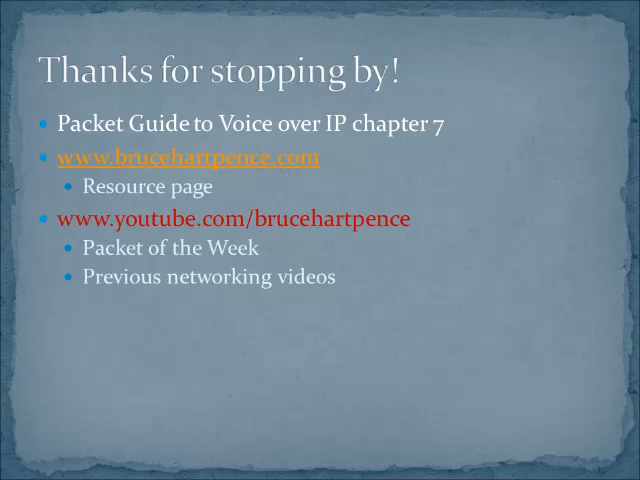 Thanks for stopping by!
Packet Guide to Voice over IP chapter 7
www.brucehartpence.com
Resource page
www.youtube.com/brucehartpence
Packet of the Week
Previous networking videos